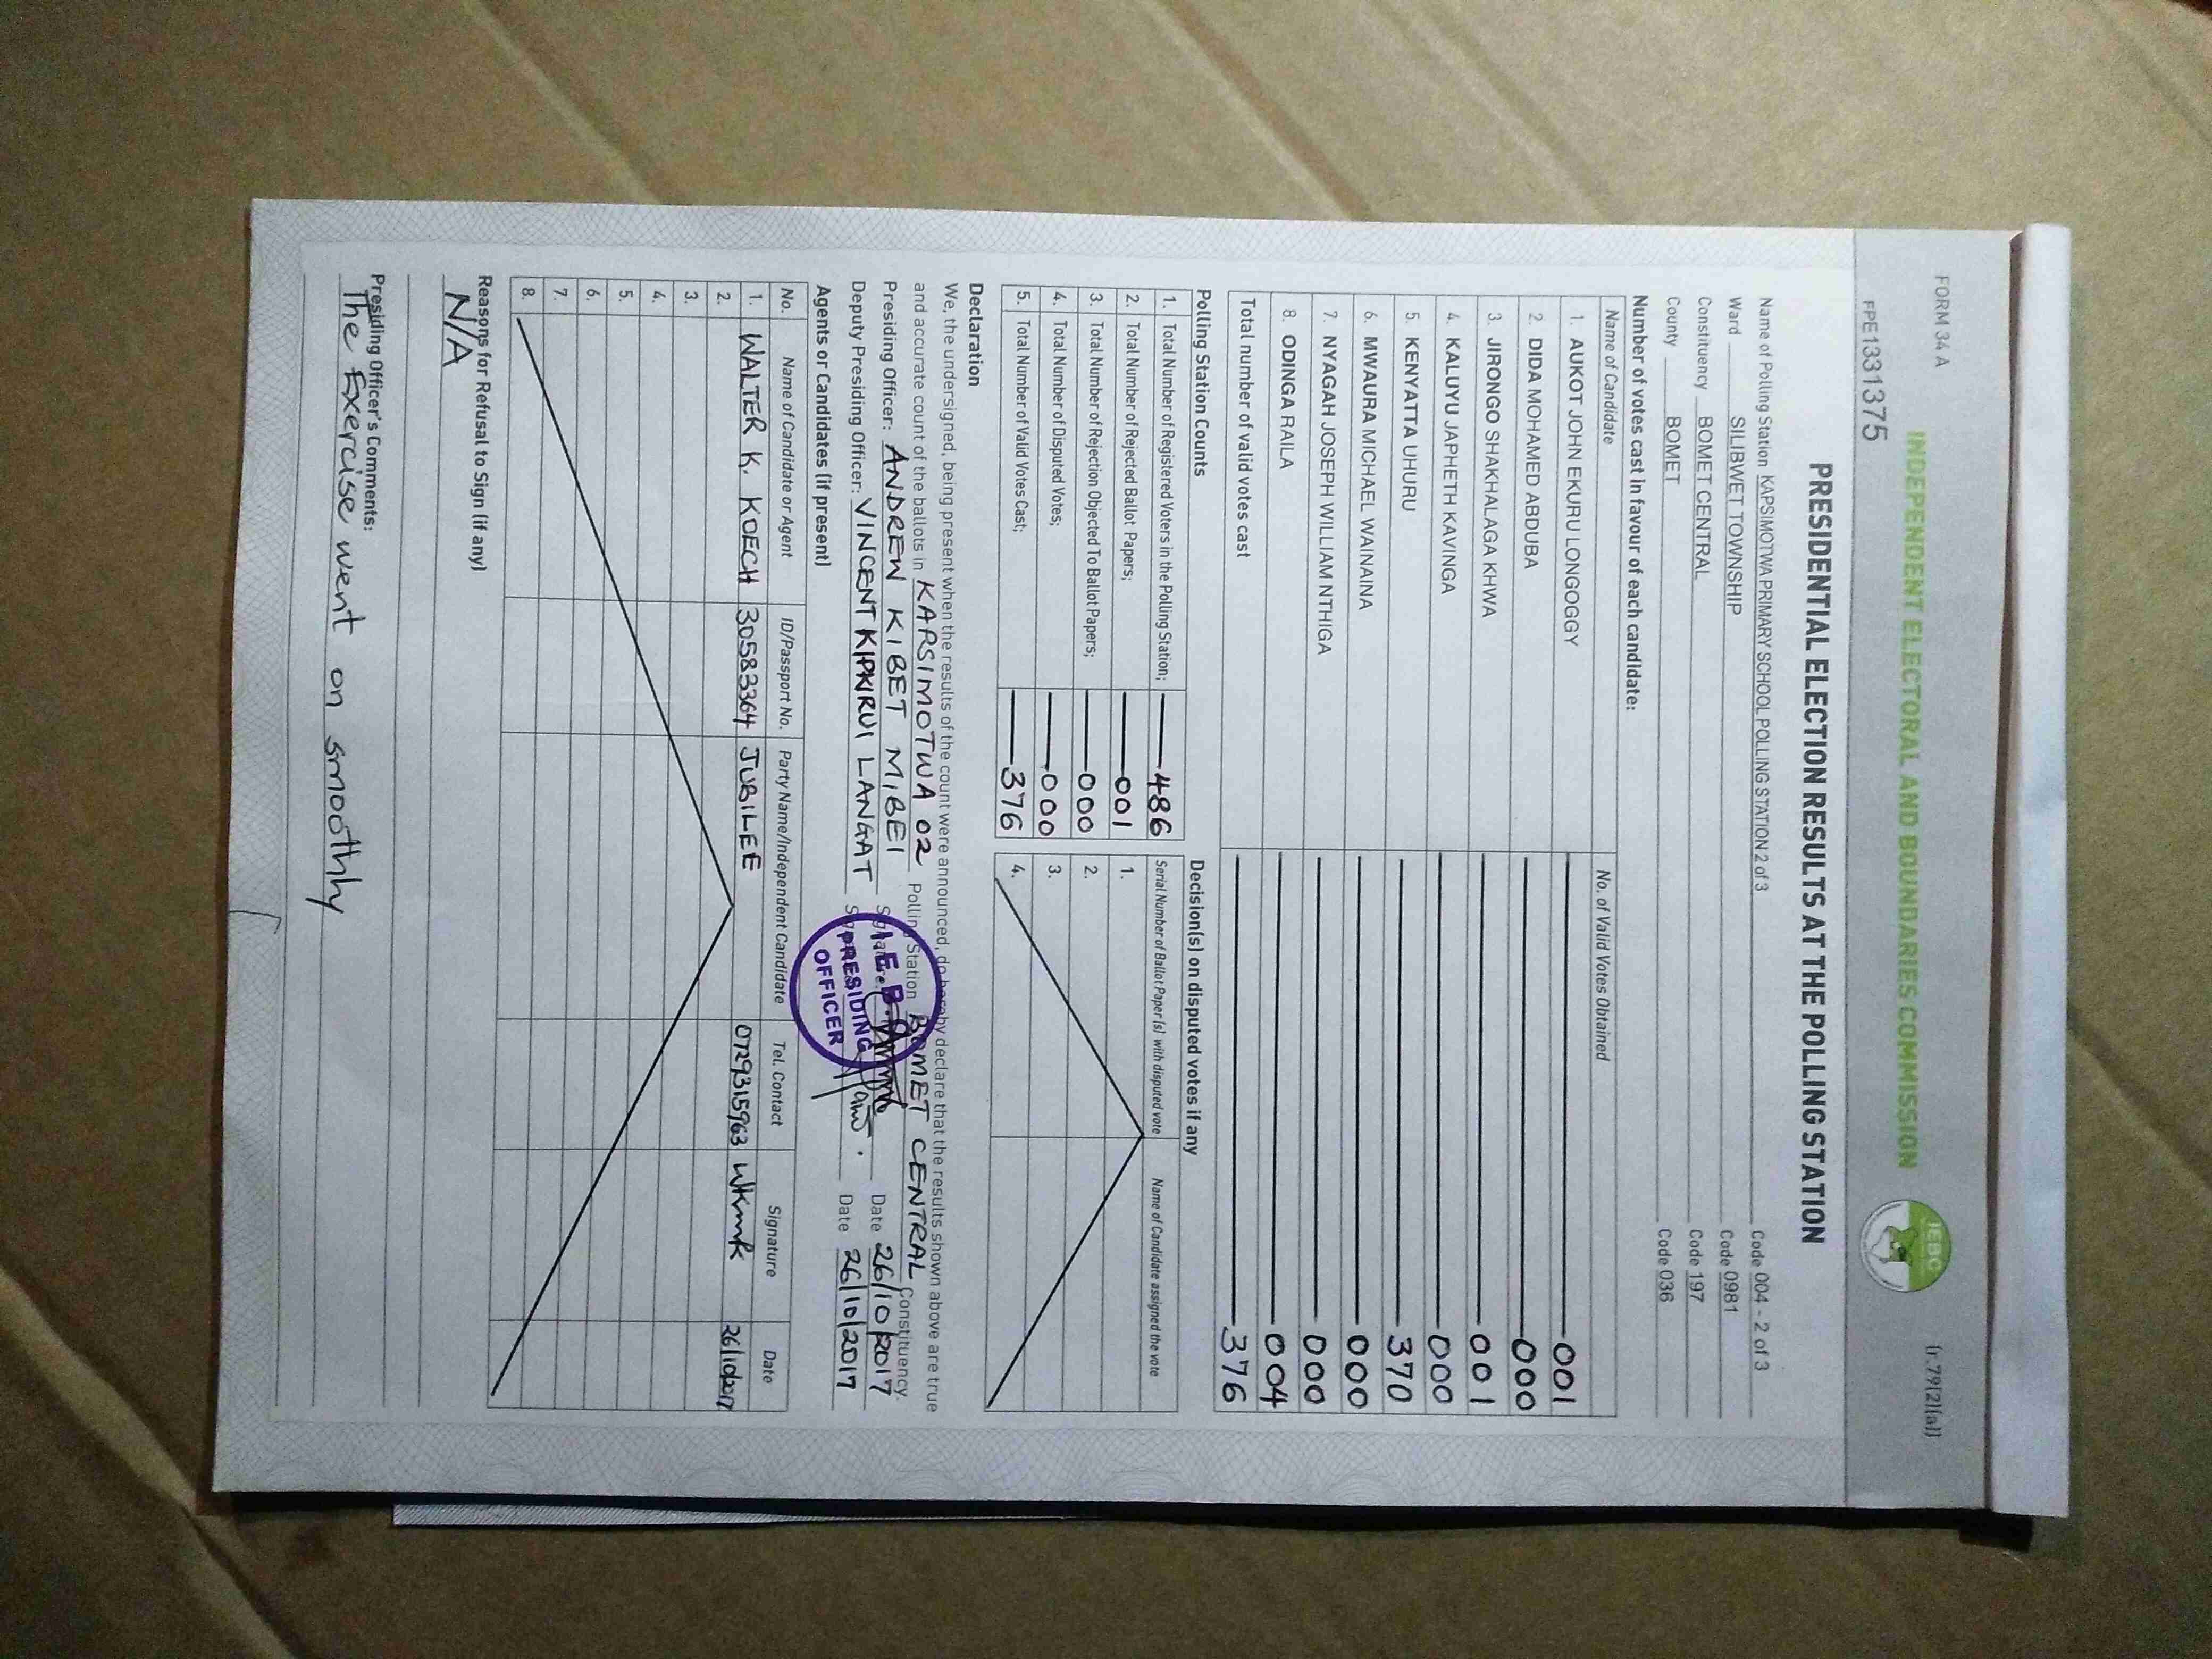 FORM 34 A
(r.79(2)(a))
INDEPENDENT ELECTORAL AND BOUNDARIES COMMISSION
IEBC
FPE1331375
PRESIDENTIAL ELECTION RESULTS AT THE POLLING STATION
Name of Polling Station KAPSIMOTWA PRIMARY SCHOOL POLLING STATION 2 of 3 Code 004 - 2 of 3
Ward SILIBWET TOWNSHIP Code 0981
Constituency BOMET CENTRAL Code 197
County BOMET Code 036
Number of votes cast in favour of each candidate:
Name of Candidate No. of Valid Votes Obtained
1. AUKOT JOHN EKURU LONGOGGY 001
2. DIDA MOHAMED ABDUBA 000
3. JIRONGO SHAKHALAGA KHWA 001
4. KALUYU JAPHETH KAVINGA 000
5. KENYATTA UHURU 370
6. MWAURA MICHAEL WAINAINA 000
7. NYAGAH JOSEPH WILLIAM NTHIGA 000
8. ODINGA RAILA 004
Total number of valid votes cast 376
Polling Station Counts
1. Total Number of Registered Voters in the Polling Station; 486
2. Total Number of Rejected Ballot Papers; 001
3. Total Number of Rejection Objected To Ballot Papers; 000
4. Total Number of Disputed Votes; 000
5. Total Number of Valid Votes Cast; 376
Decision(s) on disputed votes if any
Serial Number of Ballot Paper (s) with disputed vote Name of Candidate assigned the vote
1.
2.
3.
4.
Declaration
We, the undersigned, being present when the results of the count were announced, do hereby declare that the results shown above are true
and accurate count of the ballots in KAPSIMOTWA 02 Polling Station BOMET CENTRAL Constituency.
Presiding Officer: ANDREW KIBET MIBEI Signature: Date 26/10/2017
Deputy Presiding Officer: VINCENT KIPKIRUI LANGAT Date 26/10/2017
I.E.B.C
PRESIDING
OFFICER
Agents or Candidates (if present)
No. Name of Candidate or Agent ID/Passport No. Party Name/Independent Candidate Tel. Contact Signature Date
1. WALTER K. KOECH 30583364 JUBILEE 0729315963 26/10/2017
2.
3.
4.
5.
6.
7.
8.
Reasons for Refusal to Sign (if any)
N/A
Presiding Officer's Comments:
The Exercise went on smoothly